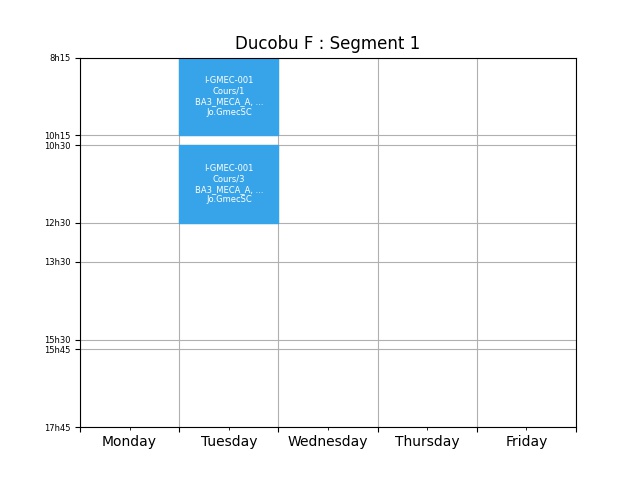 Ducobu F : Segment 1
8h15
I-GMEC-001
Cours/1
BA3_MECA_A, ...
Jo.GmecSC
10h15
10h30
I-GMEC-001
Cours/3
BA3_MECA_A, ...
Jo.GmecSC
12h30
13h30
15h30
15h45
17h45
Monday Tuesday Wednesday Thursday Friday